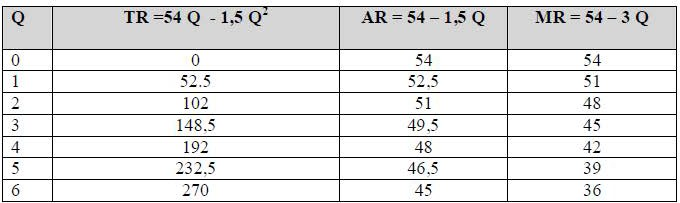 Q TR =54 Q - 1,5 Q² AR = 54 – 1,5 Q MR = 54 – 3 Q
0 0 54 54
1 52.5 52,5 51
2 102 51 48
3 148,5 49,5 45
4 192 48 42
5 232,5 46,5 39
6 270 45 36